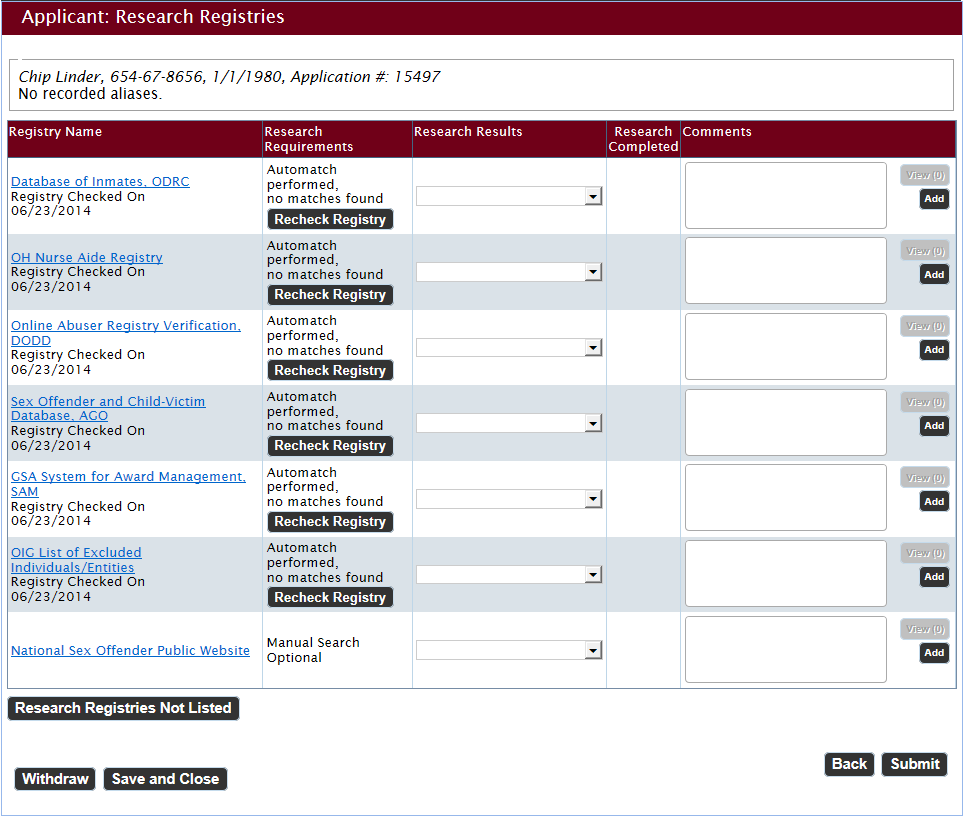 Applicant: Research Registries
Chip Linder, 654-67-8656, 1/1/1980, Application #: 15497
No recorded aliases.
Registry Name
Research
Requirements
Research Results
Research
Completed
Comments
Database of Inmates, ODRC
Registry Checked On
06/23/2014
Automatch
performed,
no matches found
Recheck Registry
View (0)
Add
OH Nurse Aide Registry
Registry Checked On
06/23/2014
Automatch
performed,
no matches found
Recheck Registry
View (0)
Add
Online Abuser Registry Verification,
DODD
Registry Checked On
06/23/2014
Automatch
performed,
no matches found
Recheck Registry
View (0)
Add
Sex Offender and Child-Victim
Database, AGO
Registry Checked On
06/23/2014
Automatch
performed,
no matches found
Recheck Registry
View (0)
Add
GSA System for Award Management,
SAM
Registry Checked On
06/23/2014
Automatch
performed,
no matches found
Recheck Registry
View (0)
Add
OIG List of Excluded
Individuals/Entities
Registry Checked On
06/23/2014
Automatch
performed,
no matches found
Recheck Registry
View (0)
Add
National Sex Offender Public Website
Manual Search
Optional
View (0)
Add
Research Registries Not Listed
Back
Submit
Withdraw
Save and Close